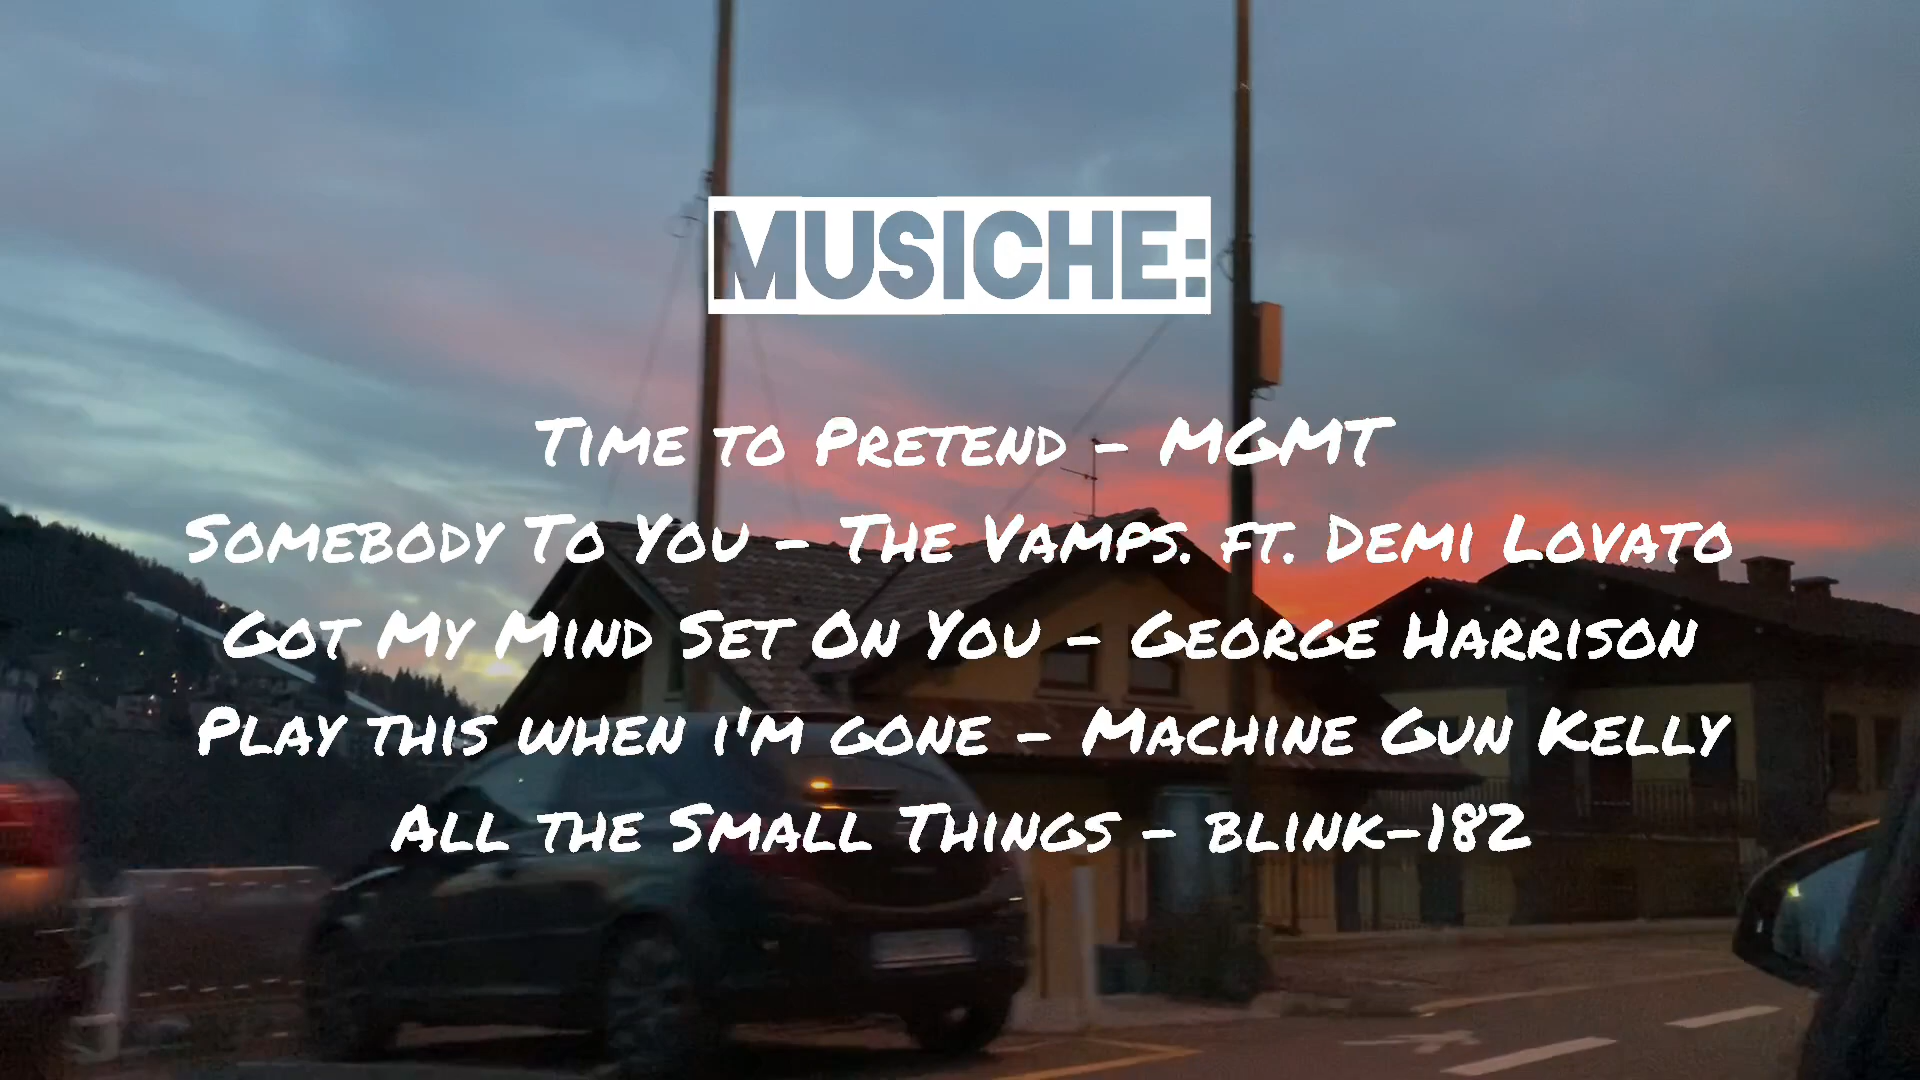 MUSICHE:
Time to Pretend - MGMT
Somebody To You - The Vamps. ft. Demi Lovato
Got My Mind Set On You - George Harrison
Play this when i'm gone - Machine Gun Kelly
All the Small Things - blink-182